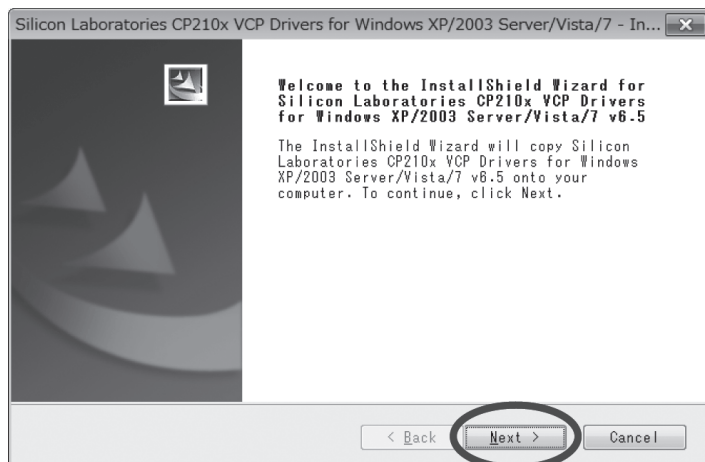 Silicon Laboratories CP210x VCP Drivers for Windows XP/2003 Server/Vista/7 - In...
Welcome to the InstallShield Wizard for
Silicon Laboratories CP210x VCP Drivers
for Windows XP/2003 Server/Vista/7 v6.5
The InstallShield Wizard will copy Silicon
Laboratories CP210x VCP Drivers for Windows
XP/2003 Server/Vista/7 v6.5 onto your
computer. To continue, click Next.
< Back Next > Cancel